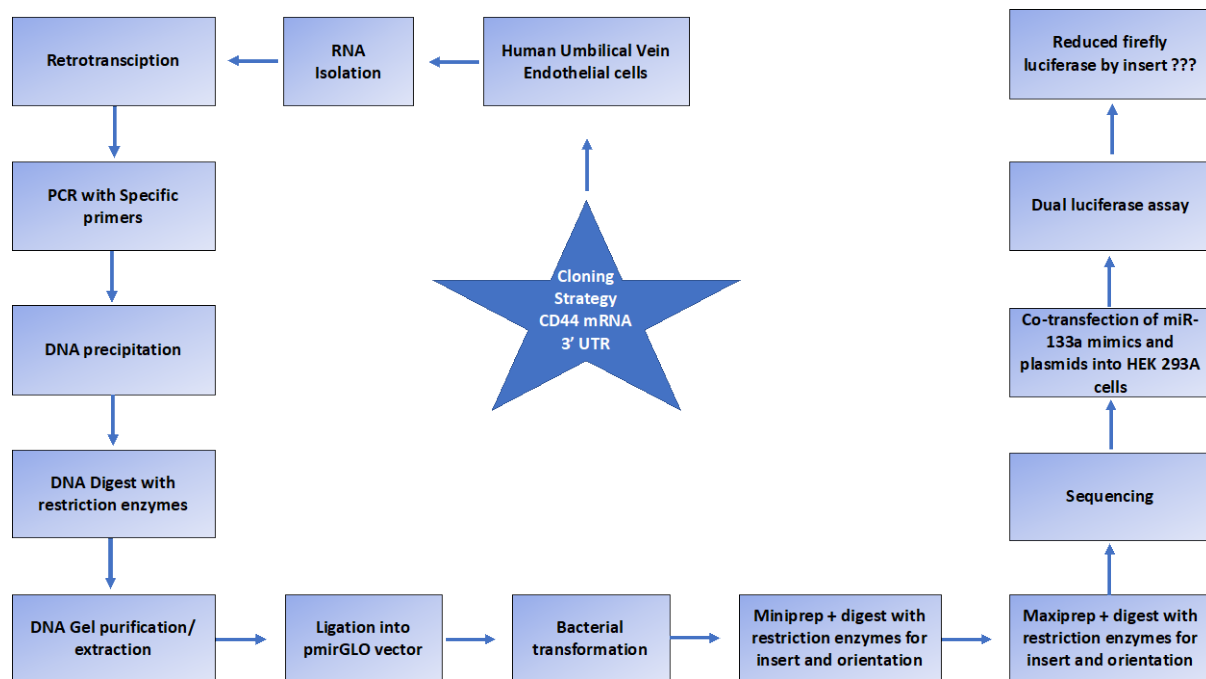 Cloning
Strategy
CD44 mRNA
3’ UTR
Human Umbilical Vein
Endothelial cells
RNA
Isolation
Retrotransciption
PCR with Specific
primers
DNA precipitation
DNA Digest with
restriction enzymes
DNA Gel purification/
extraction
Ligation into
pmirGLO vector
Bacterial
transformation
Miniprep + digest with
restriction enzymes for
insert and orientation
Maxiprep + digest with
restriction enzymes for
insert and orientation
Sequencing
Co-transfection of miR-
133a mimics and
plasmids into HEK 293A
cells
Dual luciferase assay
Reduced firefly
luciferase by insert ???